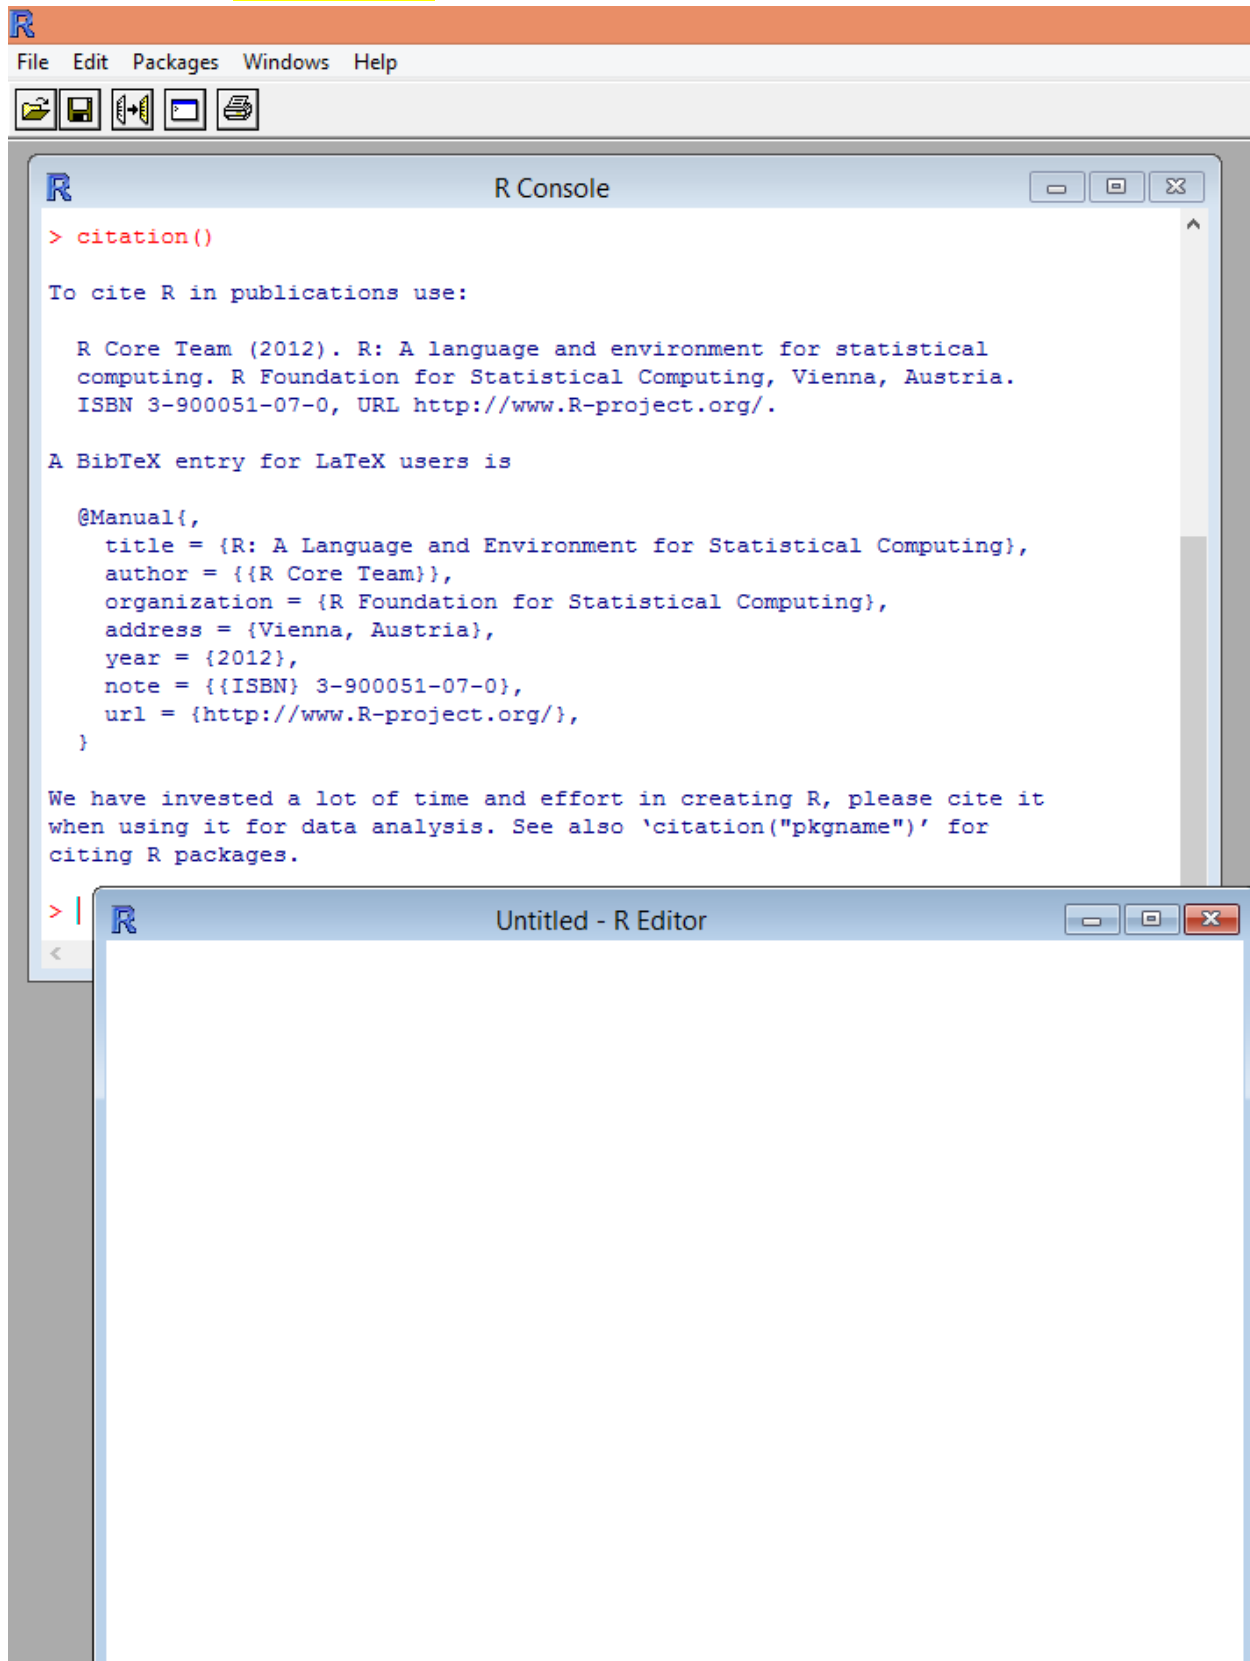 File Edit Packages Windows Help
R Console
> citation()
To cite R in publications use:
R Core Team (2012). R: A language and environment for statistical
computing. R Foundation for Statistical Computing, Vienna, Austria.
ISBN 3-900051-07-0, URL http://www.R-project.org/.
A BibTeX entry for LaTeX users is
@Manual{,
title = {R: A Language and Environment for Statistical Computing},
author = {{R Core Team}},
organization = {R Foundation for Statistical Computing},
address = {Vienna, Austria},
year = {2012},
note = {{ISBN} 3-900051-07-0},
url = {http://www.R-project.org/},
}
We have invested a lot of time and effort in creating R, please cite it
when using it for data analysis. See also ‘citation("pkgname")’ for
citing R packages.
>
Untitled - R Editor